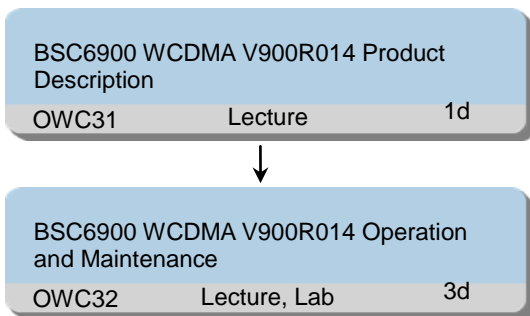 BSC6900 WCDMA V900R014 Product
Description
OWC31 Lecture 1d
BSC6900 WCDMA V900R014 Operation
and Maintenance
OWC32 Lecture, Lab 3d